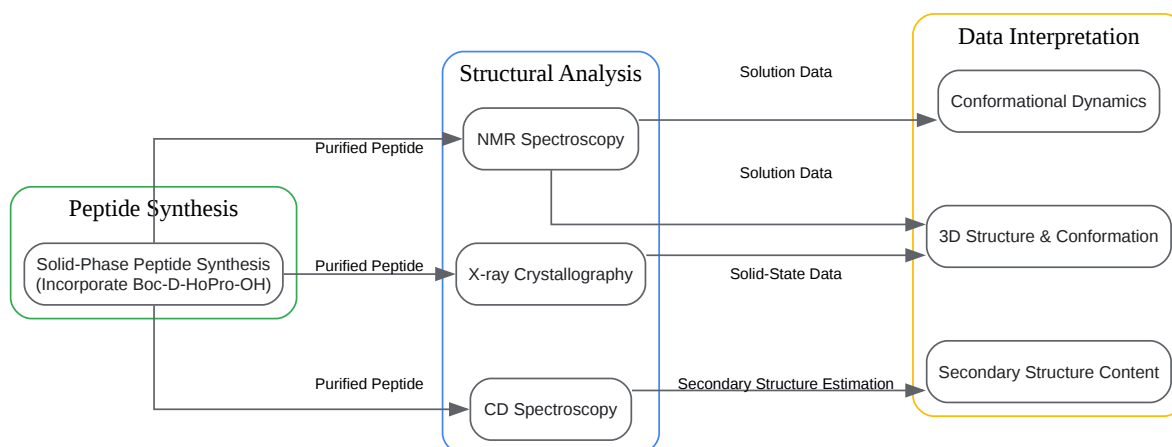 Peptide Synthesis
Solid-Phase Peptide Synthesis
(Incorporate Boc-D-HoPro-OH)
Purified Peptide
Purified Peptide
Purified Peptide
Structural Analysis
NMR Spectroscopy
X-ray Crystallography
CD Spectroscopy
Solution Data
Solution Data
Solid-State Data
Secondary Structure Estimation
Data Interpretation
Conformational Dynamics
3D Structure & Conformation
Secondary Structure Content